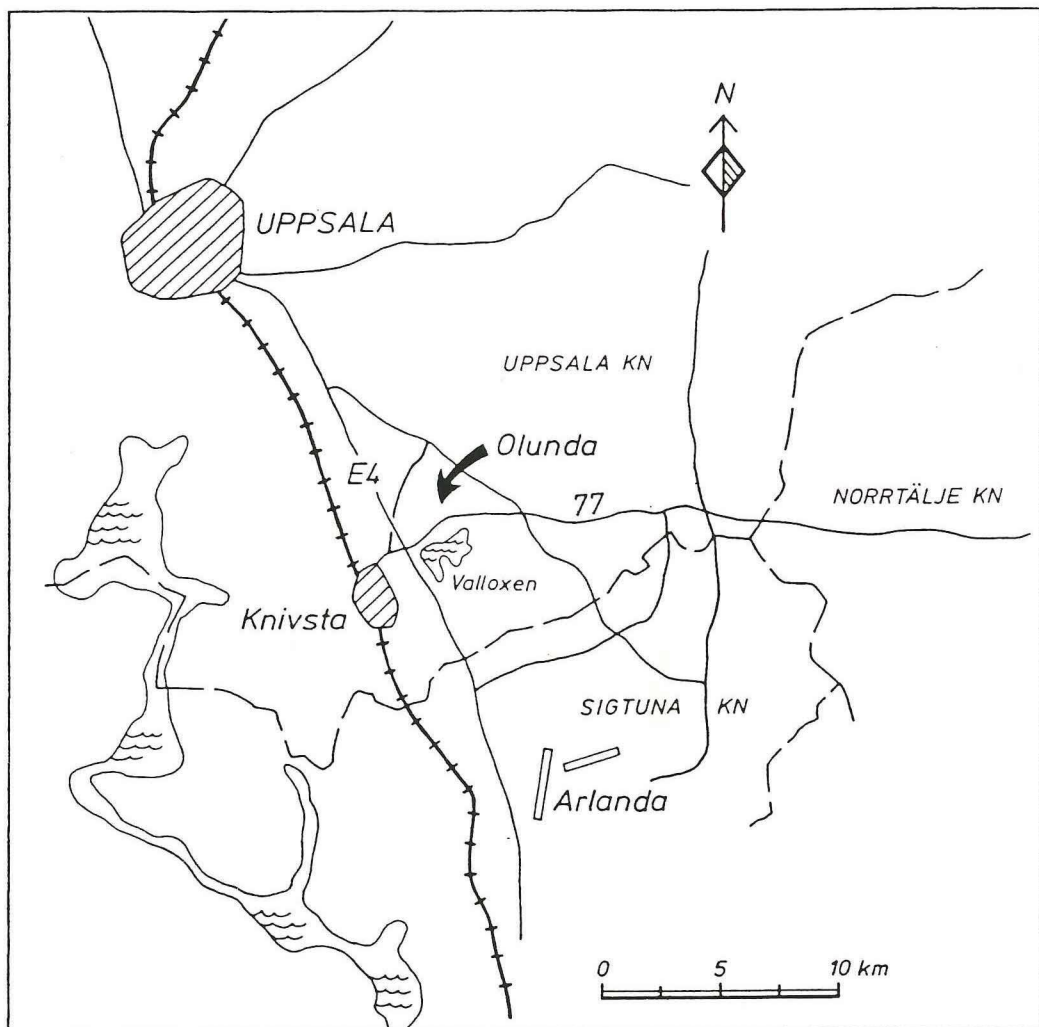 N
UPPSALA
UPPSALA KN
Olunda
E4
77
NORRTÄLJE KN
Valloxen
Knivsta
SIGTUNA KN
Arlanda
0 5 10 km